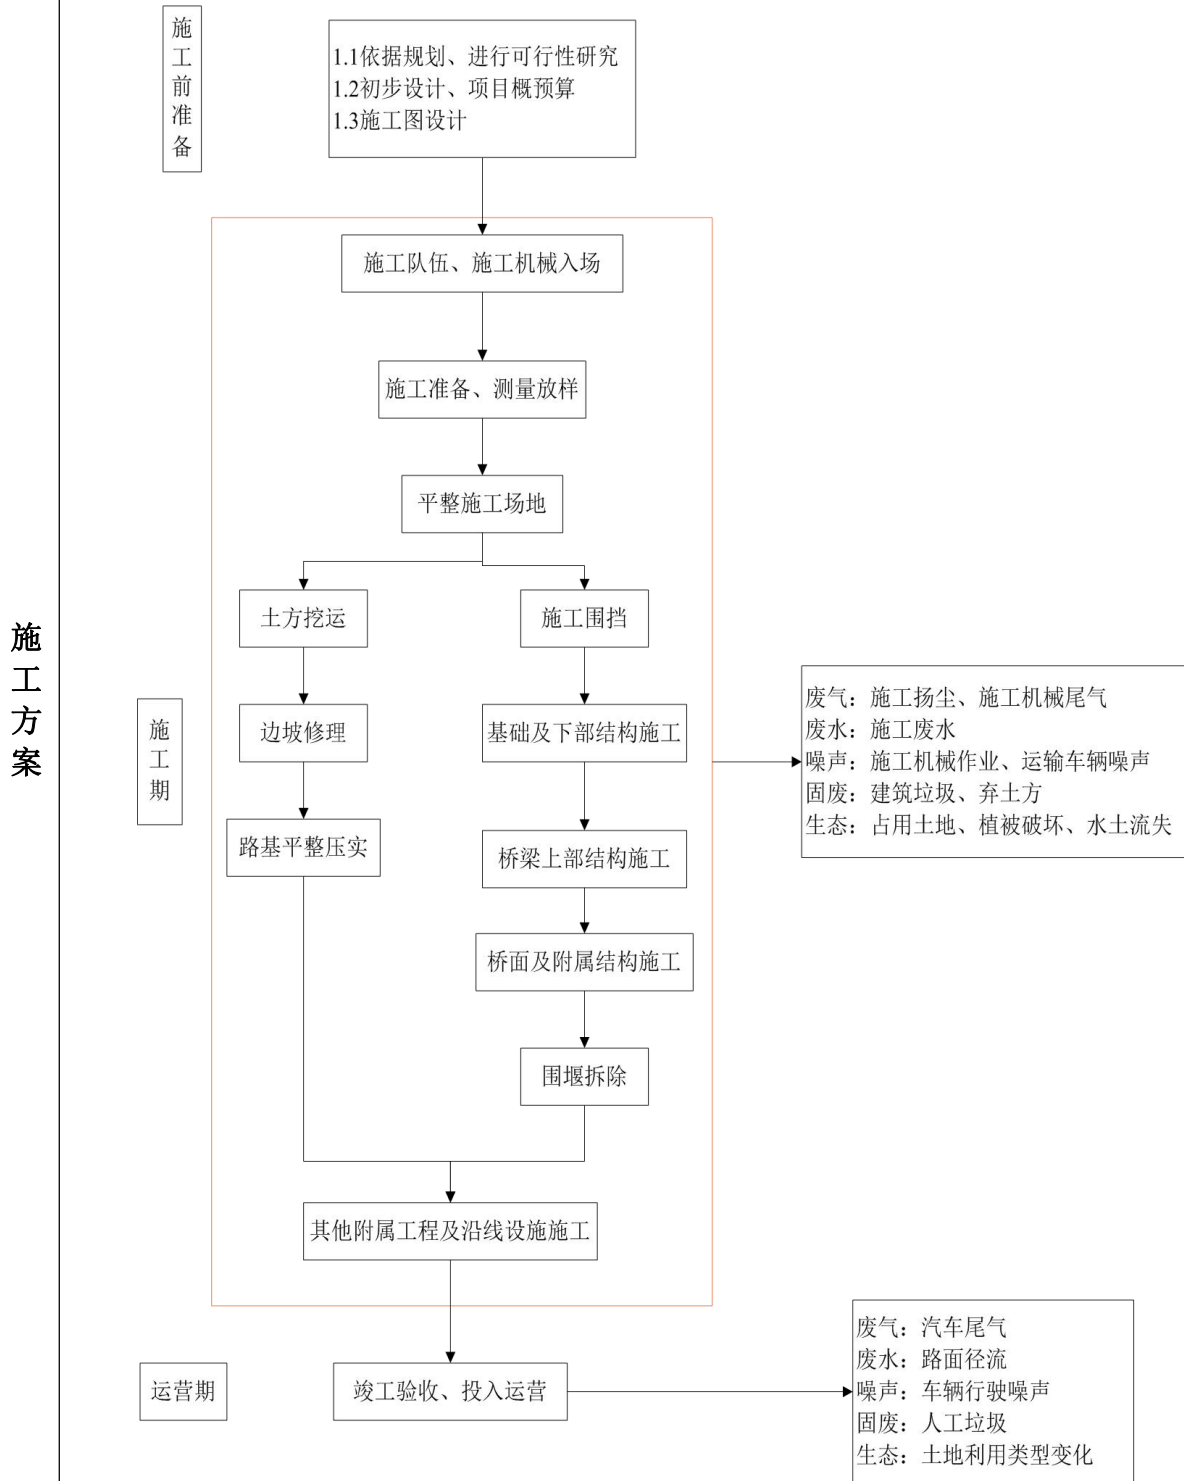 施工方案
施工前准备
1.1依据规划、进行可行性研究
1.2初步设计、项目概预算
1.3施工图设计
施工队伍、施工机械入场
施工准备、测量放样
平整施工场地
土方挖运
施工围挡
施工期
边坡修理
基础及下部结构施工
路基平整压实
桥梁上部结构施工
桥面及附属结构施工
围堰拆除
其他附属工程及沿线设施施工
废气：施工扬尘、施工机械尾气
废水：施工废水
噪声：施工机械作业、运输车辆噪声
固废：建筑垃圾、弃土方
生态：占用土地、植被破坏、水土流失
运营期
竣工验收、投入运营
废气：汽车尾气
废水：路面径流
噪声：车辆行驶噪声
固废：人工垃圾
生态：土地利用类型变化